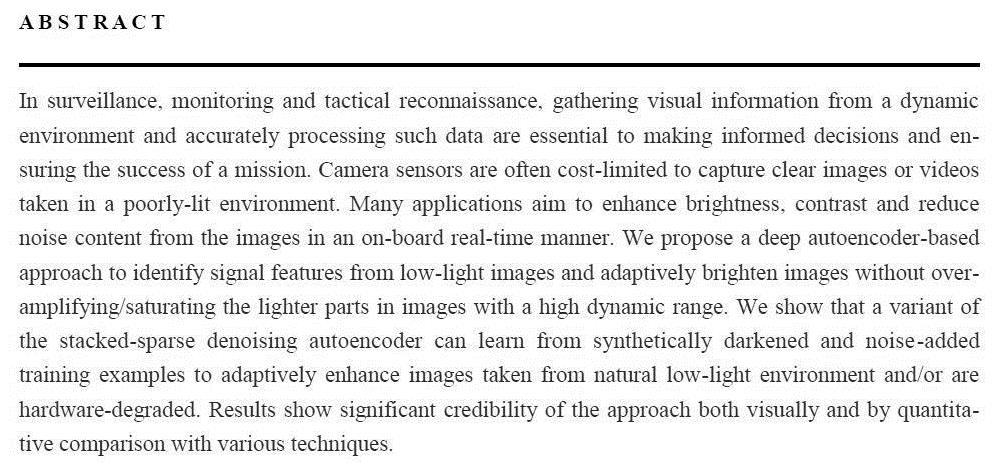 ABSTRACT
In surveillance, monitoring and tactical reconnaissance, gathering visual information from a dynamic
environment and accurately processing such data are essential to making informed decisions and en-
suring the success of a mission. Camera sensors are often cost-limited to capture clear images or videos
taken in a poorly-lit environment. Many applications aim to enhance brightness, contrast and reduce
noise content from the images in an on-board real-time manner. We propose a deep autoencoder-based
approach to identify signal features from low-light images and adaptively brighten images without over-
amplifying/saturating the lighter parts in images with a high dynamic range. We show that a variant of
the stacked-sparse denoising autoencoder can learn from synthetically darkened and noise-added
training examples to adaptively enhance images taken from natural low-light environment and/or are
hardware-degraded. Results show significant credibility of the approach both visually and by quantita-
tive comparison with various techniques.